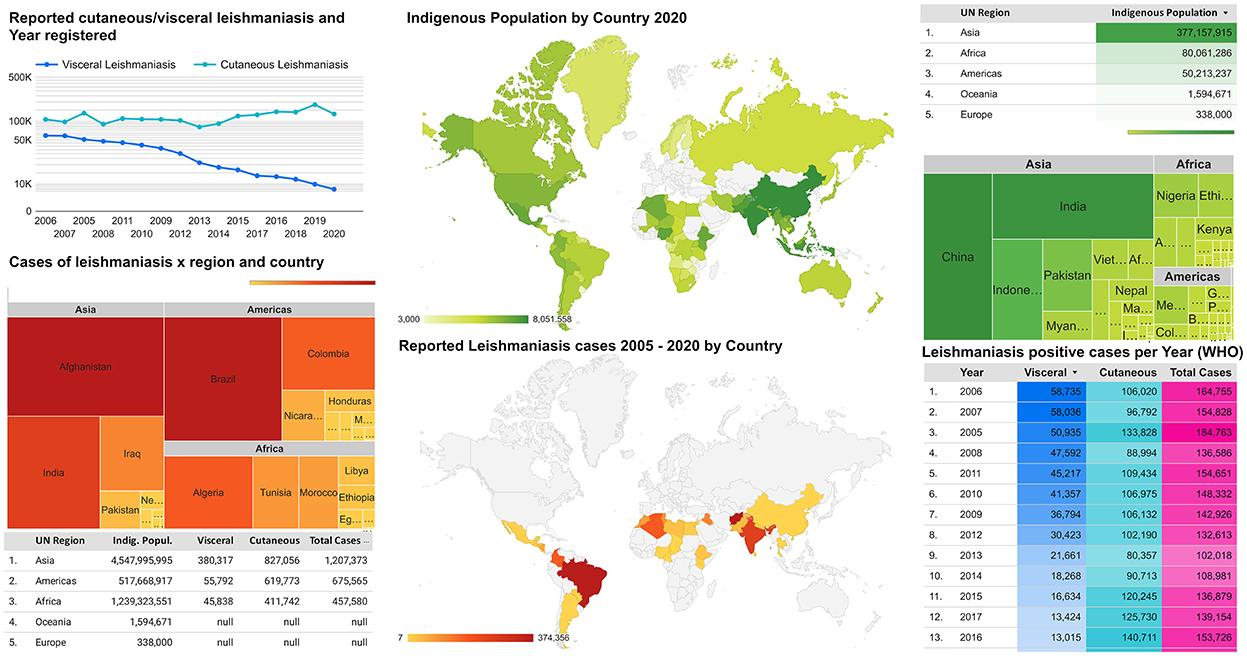 Reported cutaneous/visceral leishmaniasis and
Year registered
Visceral Leishmaniasis
Cutaneous Leishmaniasis
500K
100K
50K
10K
0
2006 2005 2011 2009 2013 2015 2017 2019
2007 2008 2010 2012 2014 2016 2018 2020
Cases of leishmaniasis x region and country
Asia
Americas
Afghanistan
Brazil
Colombia
Nicara...
Honduras
M...
India
Iraq
Pakistan
Ne...
Africa
Algeria
Tunisia
Morocco
Libya
Ethiopia
Eg...
UN Region Indig. Popul. Visceral Cutaneous Total Cases ...
1. Asia 4,547,995,995 380,317 827,056 1,207,373
2. Americas 517,668,917 55,792 619,773 675,565
3. Africa 1,239,323,551 45,838 411,742 457,580
4. Oceania 1,594,671 null null null
5. Europe 338,000 null null null
Indigenous Population by Country 2020
3,000
8,051,558
Reported Leishmaniasis cases 2005 - 2020 by Country
7
374,356
UN Region Indigenous Population
1. Asia 377,157,915
2. Africa 80,061,286
3. Americas 50,213,237
4. Oceania 1,594,671
5. Europe 338,000
Asia
Africa
China
India
Indone...
Pakistan
Viet...
Af...
Nepal
Ma...
Myan...
I...
Nigeria
Ethi...
A...
...
Kenya
Americas
Me...
G...
P...
B...
Col...
Leishmaniasis positive cases per Year (WHO)
Year Visceral Cutaneous Total Cases
1. 2006 58,735 106,020 164,755
2. 2007 58,036 96,792 154,828
3. 2005 50,935 133,828 184,763
4. 2008 47,592 88,994 136,586
5. 2011 45,217 109,434 154,651
6. 2010 41,357 106,975 148,332
7. 2009 36,794 106,132 142,926
8. 2012 30,423 102,190 132,613
9. 2013 21,661 80,357 102,018
10. 2014 18,268 90,713 108,981
11. 2015 16,634 120,245 136,879
12. 2017 13,424 125,730 139,154
13. 2016 13,015 140,711 153,726